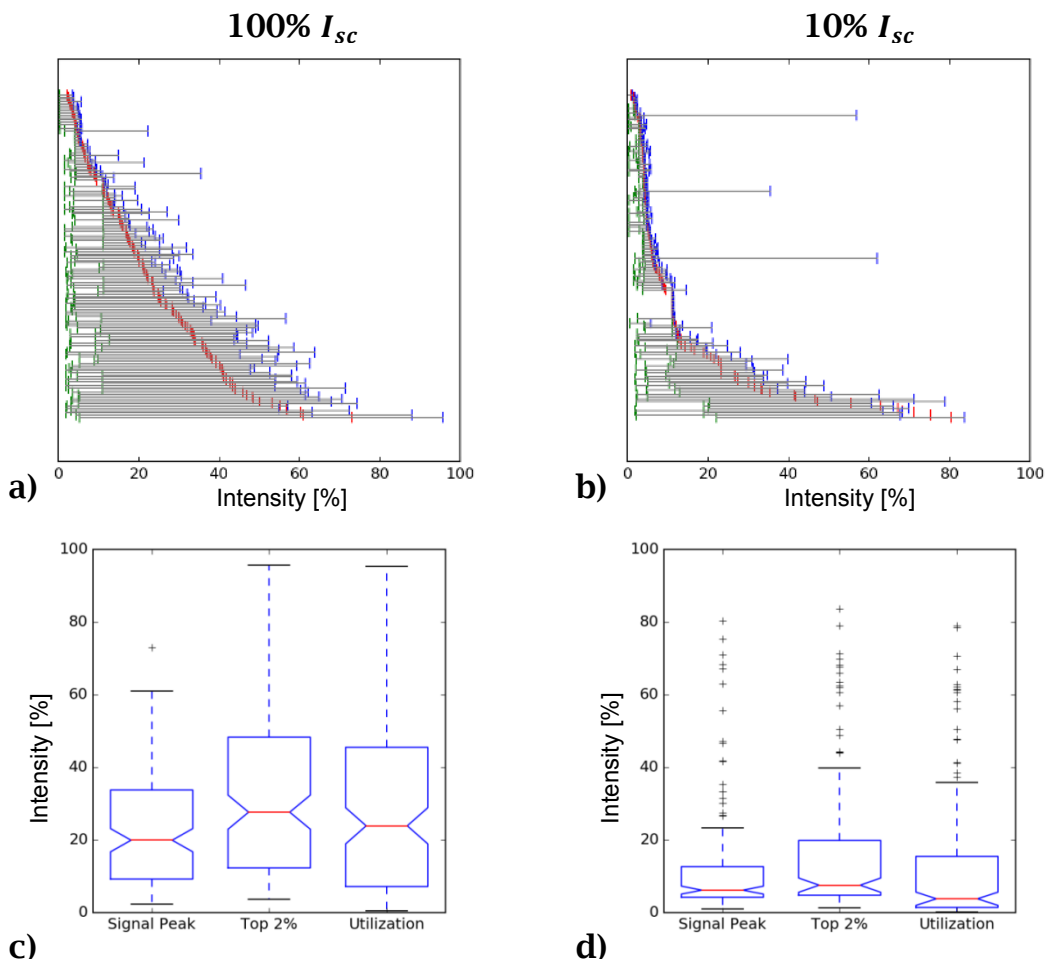 100% I_sc 10% I_sc
0 20 40 60 80 100 0 20 40 60 80 100
a) Intensity [%] b) Intensity [%]
100 100
80 80
60 60
40 40
20 20
0 0
Intensity [%] Intensity [%]
Signal Peak Top 2% Utilization Signal Peak Top 2% Utilization
c) d)